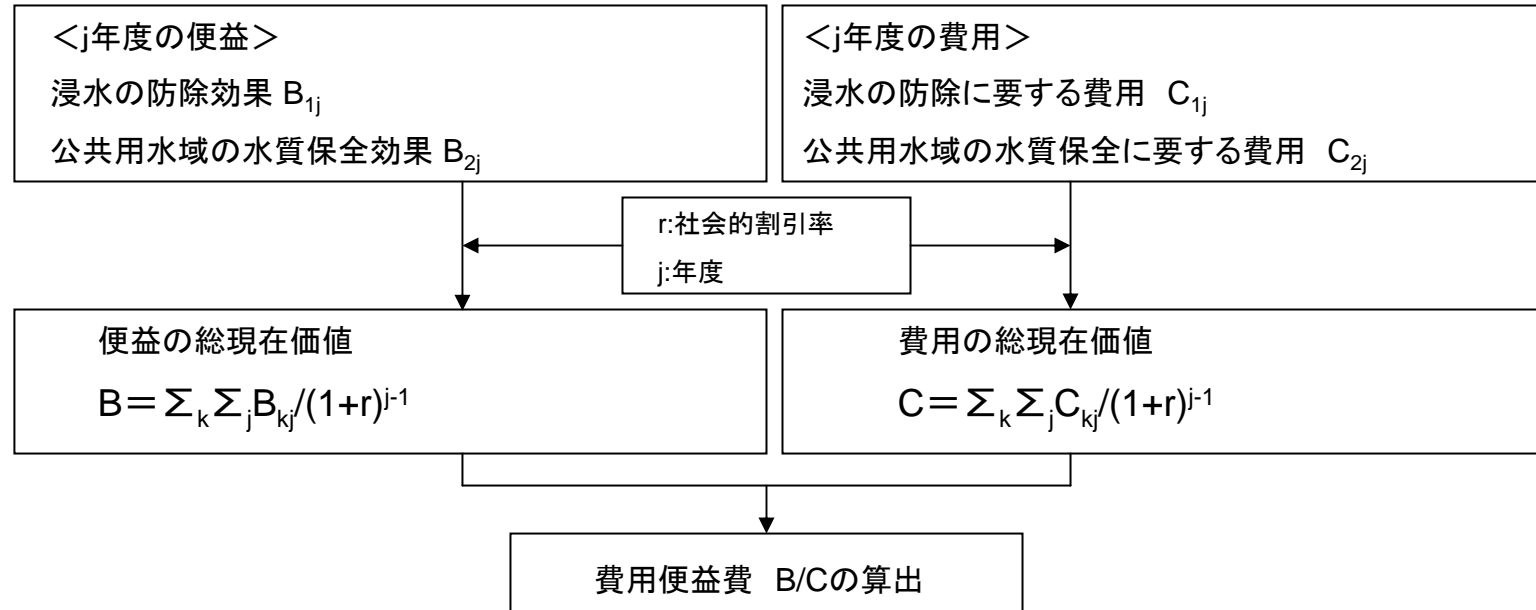 ＜j年度の便益＞
浸水の防除効果 B1j
公共用水域の水質保全効果 B2j
＜j年度の費用＞
浸水の防除に要する費用　C1j
公共用水域の水質保全に要する費用　C2j
r:社会的割引率
j:年度
便益の総現在価値
B＝ΣkΣjBkj/(1+r)j-1
費用の総現在価値
C＝ΣkΣjCkj/(1+r)j-1
費用便益費　B/Cの算出